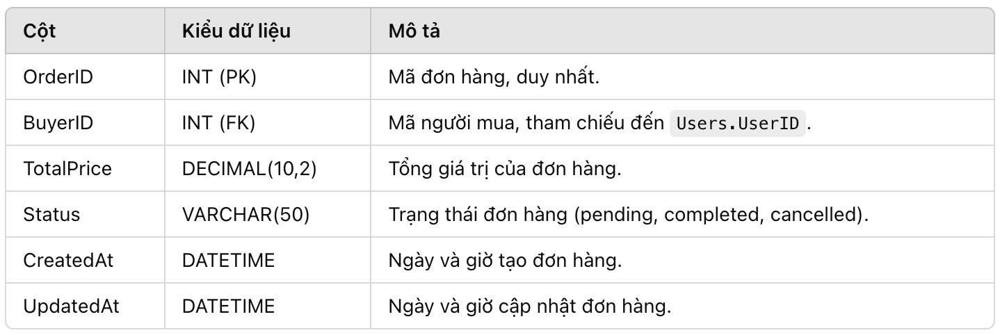 Cột Kiểu dữ liệu Mô tả
OrderID INT (PK) Mã đơn hàng, duy nhất.
BuyerID INT (FK) Mã người mua, tham chiếu đến Users.UserID.
TotalPrice DECIMAL(10,2) Tổng giá trị của đơn hàng.
Status VARCHAR(50) Trạng thái đơn hàng (pending, completed, cancelled).
CreatedAt DATETIME Ngày và giờ tạo đơn hàng.
UpdatedAt DATETIME Ngày và giờ cập nhật đơn hàng.